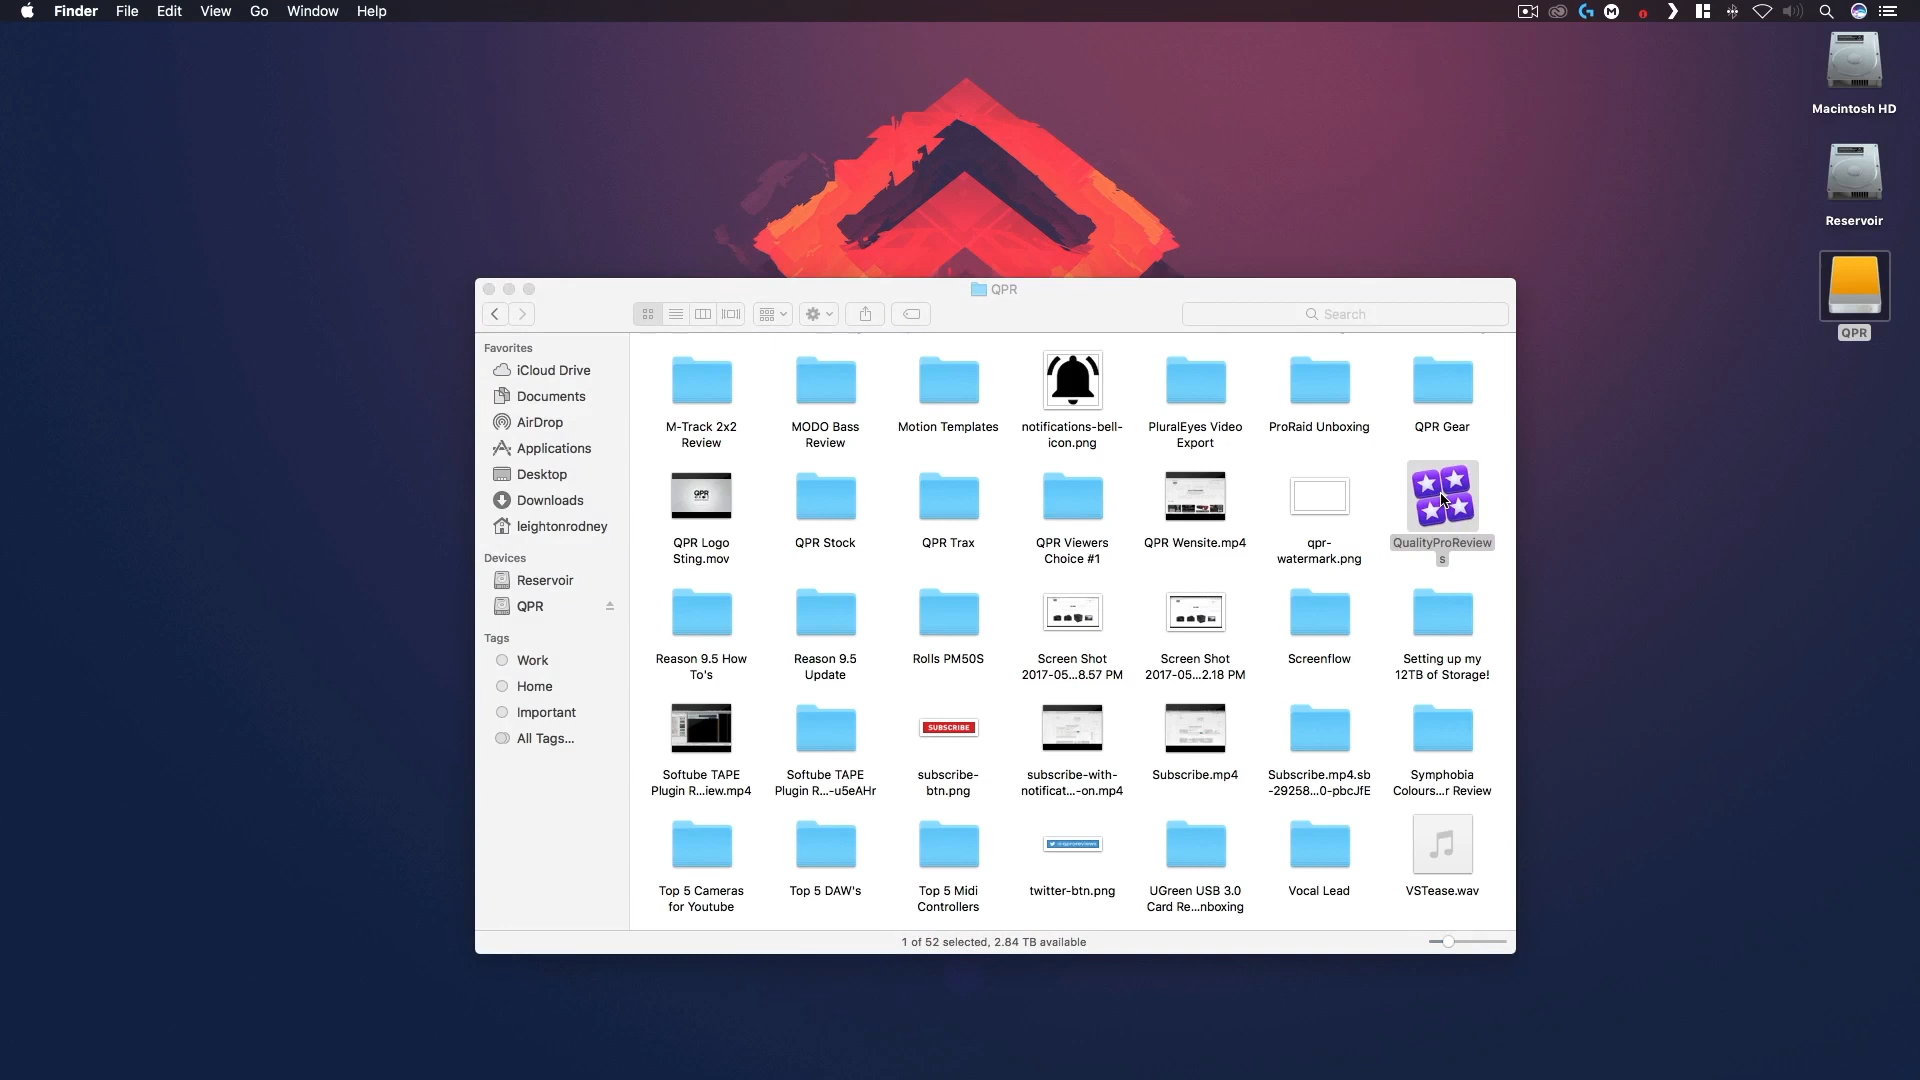 Finder File Edit View Go Window Help
Macintosh HD
Reservoir
QPR
QPR
Search
Favorites
iCloud Drive
Documents
AirDrop
Applications
Desktop
Downloads
leightonrodney
Devices
Reservoir
QPR
Tags
Work
Home
Important
All Tags...
M-Track 2x2
Review
MODO Bass
Review
Motion Templates
notifications-bell-
icon.png
PluralEyes Video
Export
ProRaid Unboxing
QPR Gear
QPR
QPR Logo
Sting.mov
QPR Stock
QPR Trax
QPR Viewers
Choice #1
QPR Wensite.mp4
qpr-
watermark.png
QualityProReview
s
Reason 9.5 How
To's
Reason 9.5
Update
Rolls PM50S
Screen Shot
2017-05...8.57 PM
Screen Shot
2017-05...2.18 PM
Screenflow
Setting up my
12TB of Storage!
Softube TAPE
Plugin R...iew.mp4
Softube TAPE
Plugin R...-u5eAHr
SUBSCRIBE
subscribe-
btn.png
subscribe-with-
notificat...-on.mp4
Subscribe.mp4
Subscribe.mp4.sb
-29258...0-pbcJfE
Symphobia
Colours...r Review
Top 5 Cameras
for Youtube
Top 5 DAW's
Top 5 Midi
Controllers
twitter-btn.png
UGreen USB 3.0
Card Re...nboxing
Vocal Lead
VSTease.wav
1 of 52 selected, 2.84 TB available